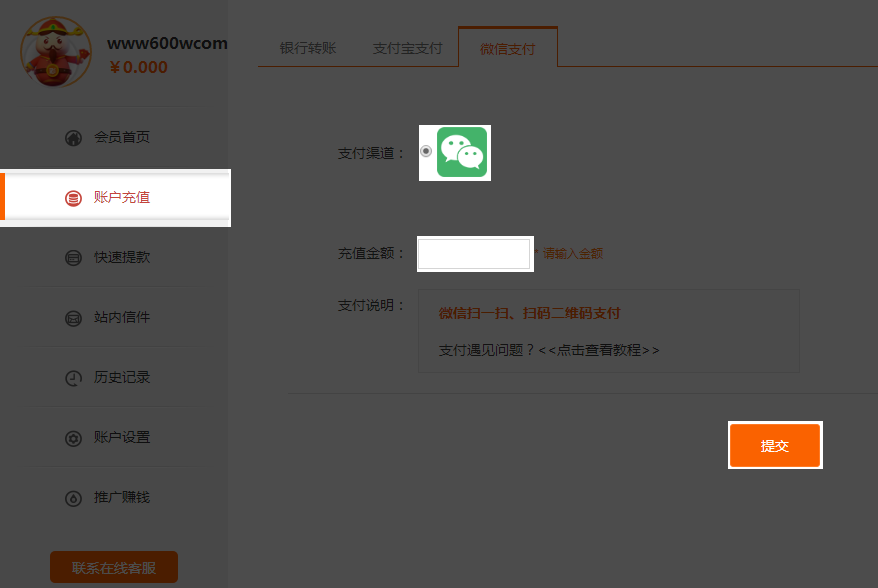 www600wcom
￥0.000
会员首页
账户充值
快速提款
站内信件
历史记录
账户设置
推广赚钱
联系在线客服
银行转账 支付宝支付 微信支付
支付渠道：
充值金额： * 请输入金额
支付说明： 微信扫一扫、扫码二维码支付
支付遇见问题？<<点击查看教程>>
提交